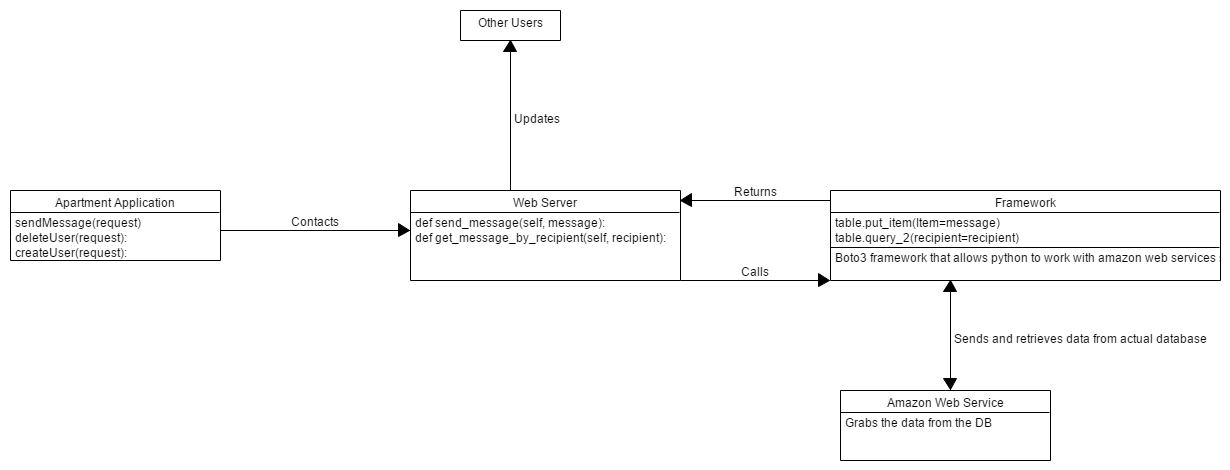 Other Users
Updates
Apartment Application
sendMessage(request)
deleteUser(request):
createUser(request):
Contacts
Web Server
def send_message(self, message):
def get_message_by_recipient(self, recipient):
Returns
Calls
Framework
table.put_item(Item=message)
table.query_2(recipient=recipient)
Boto3 framework that allows python to work with amazon web services
Sends and retrieves data from actual database
Amazon Web Service
Grabs the data from the DB